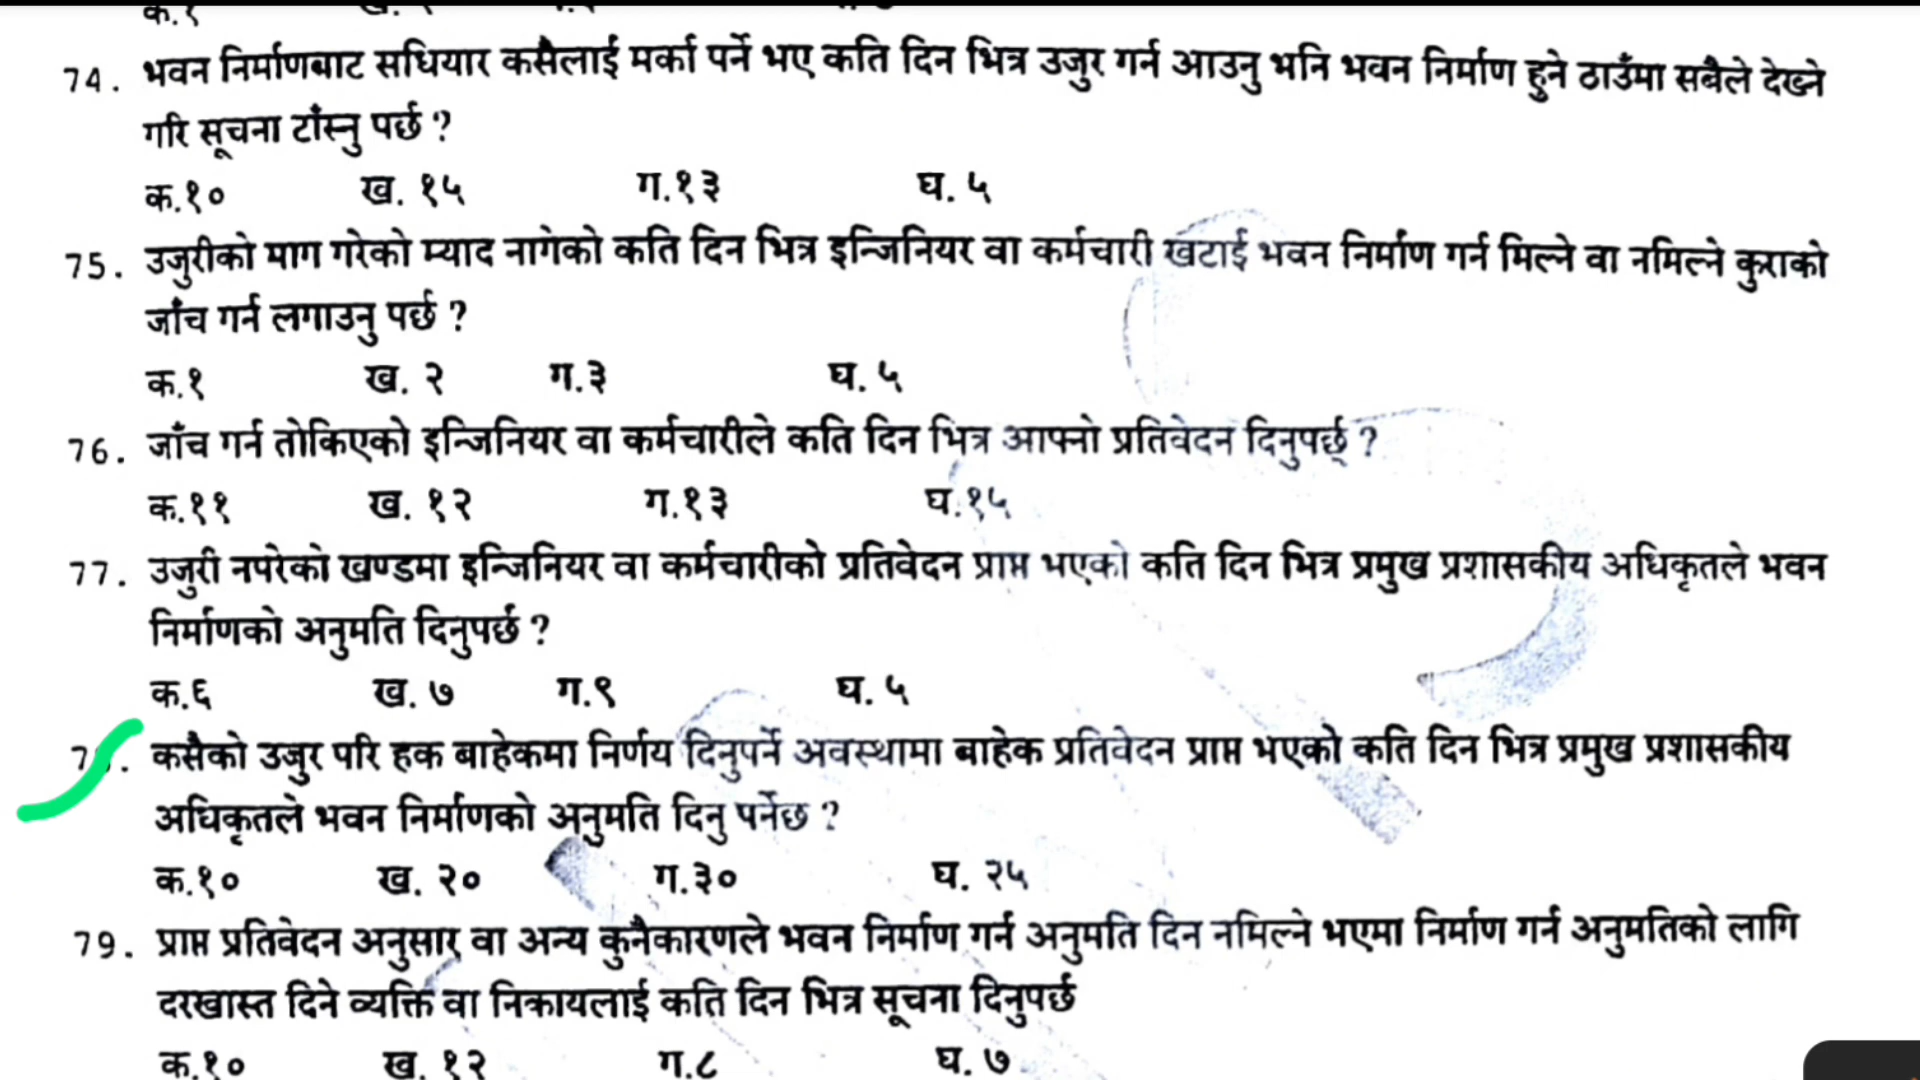 क.१
74. भवन निर्माणबाट सधियार कसैलाई मर्का पर्ने भए कति दिन भित्र उजुर गर्न आउनु भनि भवन निर्माण हुने ठाउँमा सबैले देख्ने
गरि सूचना टाँस्नु पर्छ ?
क.१० ख. १५ ग.१३ घ. ५
75. उजुरीको माग गरेको म्याद नागेको कति दिन भित्र इन्जिनियर वा कर्मचारी खटाई भवन निर्माण गर्न मिल्ने वा नमिल्ने कुराको
जाँच गर्न लगाउनु पर्छ ?
क.१ ख. २ ग.३ घ. ५
76. जाँच गर्न तोकिएको इन्जिनियर वा कर्मचारीले कति दिन भित्र आफ्नो प्रतिवेदन दिनुपर्छ् ?
क.११ ख. १२ ग.१३ घ.१५
77. उजुरी नपरेको खण्डमा इन्जिनियर वा कर्मचारीको प्रतिवेदन प्राप्त भएको कति दिन भित्र प्रमुख प्रशासकीय अधिकृतले भवन
निर्माणको अनुमति दिनुपर्छ ?
क.६ ख. ७ ग.९ घ. ५
कसैको उजुर परि हक बाहेकमा निर्णय दिनुपर्ने अवस्थामा बाहेक प्रतिवेदन प्राप्त भएको कति दिन भित्र प्रमुख प्रशासकीय
अधिकृतले भवन निर्माणको अनुमति दिनु पर्नेछ ?
क.१० ख. २० ग.३० घ. २५
79. प्राप्त प्रतिवेदन अनुसार वा अन्य कुनैकारणले भवन निर्माण गर्न अनुमति दिन नमिल्ने भएमा निर्माण गर्न अनुमतिको लागि
दरखास्त दिने व्यक्ति वा निकायलाई कति दिन भित्र सूचना दिनुपर्छ
क.१० ख. १२ ग.८ घ. ७